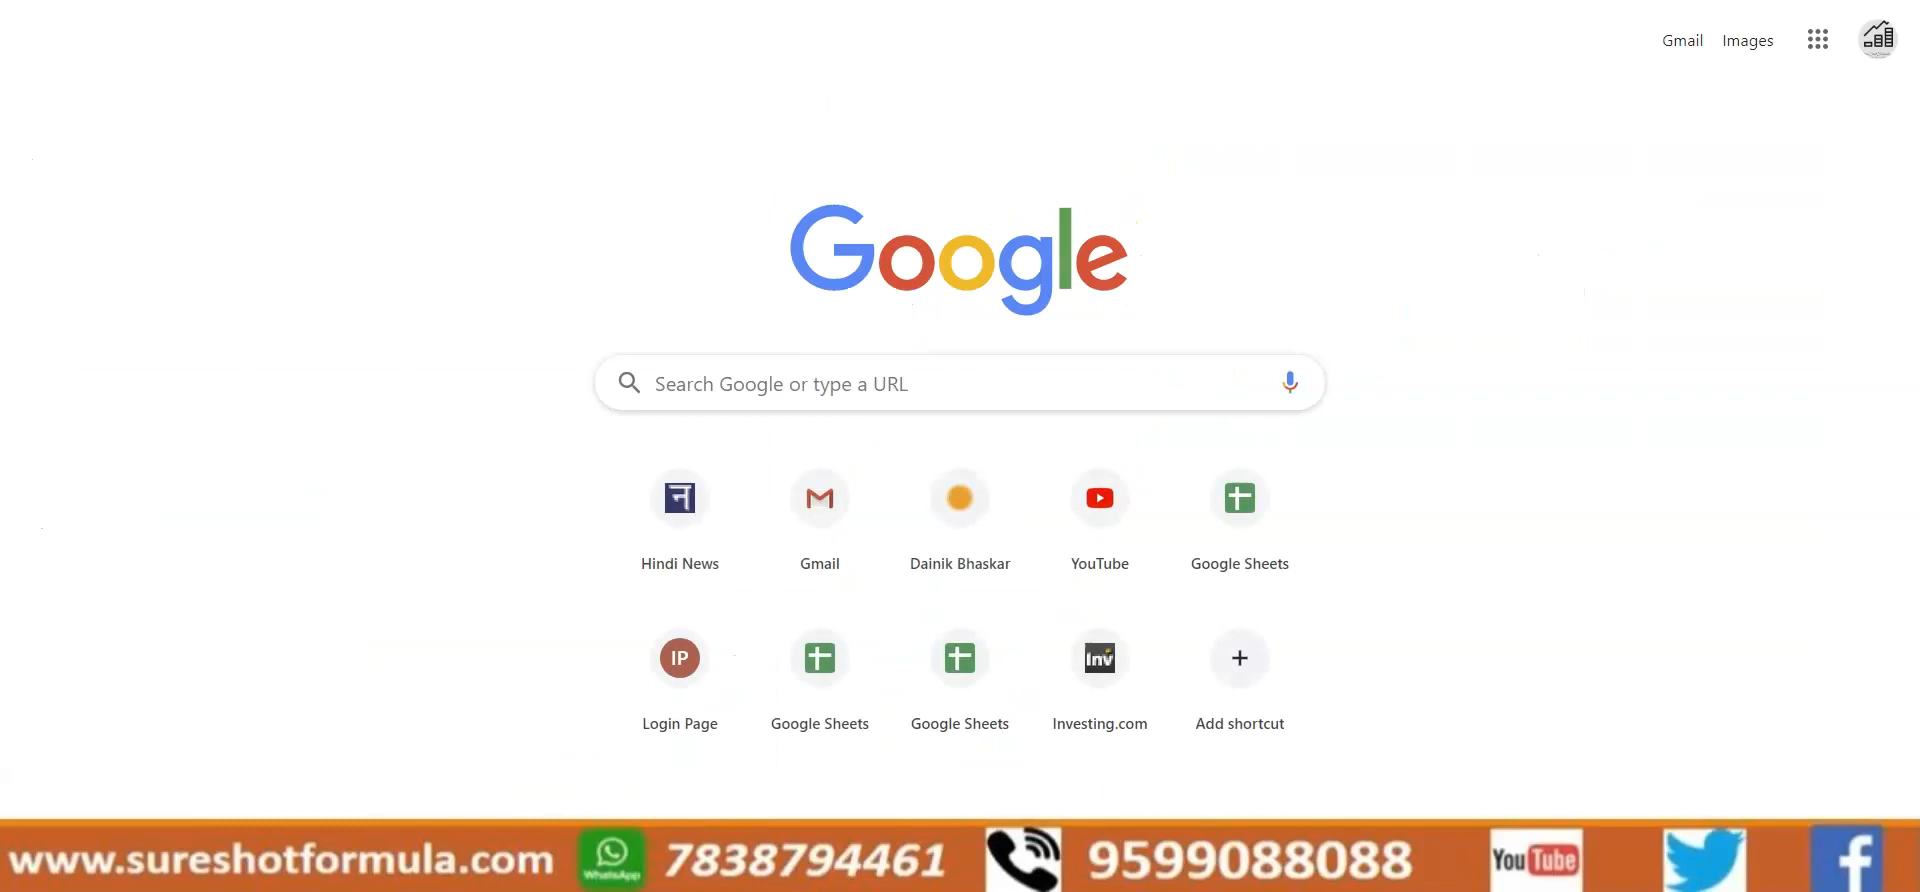 Gmail Images
Google
Search Google or type a URL
न
Hindi News Gmail Dainik Bhaskar YouTube Google Sheets
IP Inv
Login Page Google Sheets Google Sheets Investing.com Add shortcut
www.sureshotformula.com WhatsApp 7838794461 9599088088 YouTube